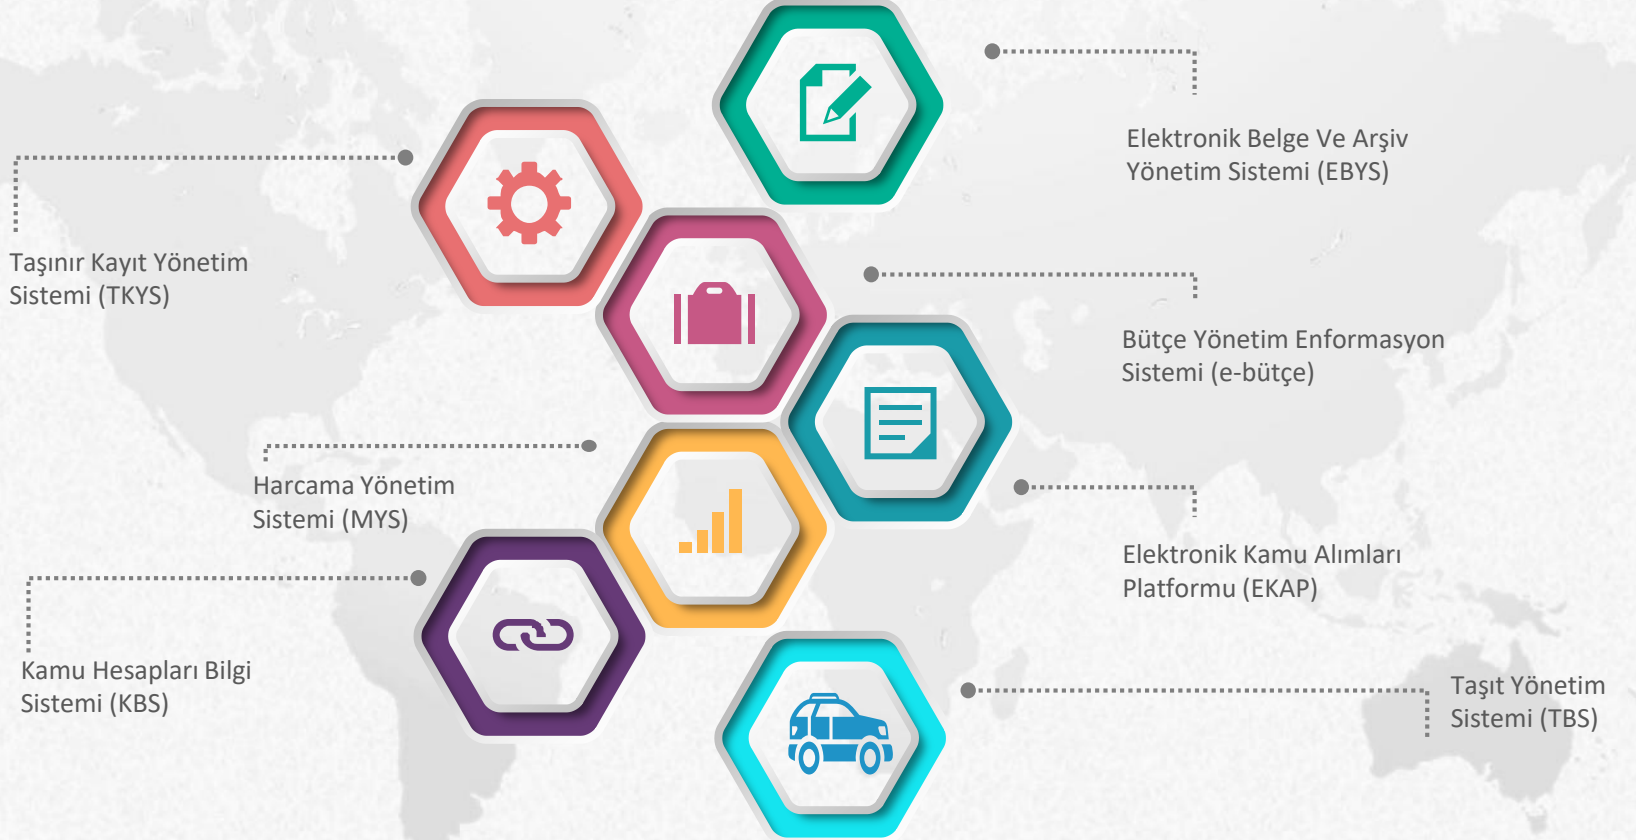 Elektronik Belge Ve Arşiv
Yönetim Sistemi (EBYS)
Taşınır Kayıt Yönetim
Sistemi (TKYS)
Bütçe Yönetim Enformasyon
Sistemi (e-bütçe)
Harcama Yönetim
Sistemi (MYS)
Elektronik Kamu Alımları
Platformu (EKAP)
Kamu Hesapları Bilgi
Sistemi (KBS)
Taşıt Yönetim
Sistemi (TBS)